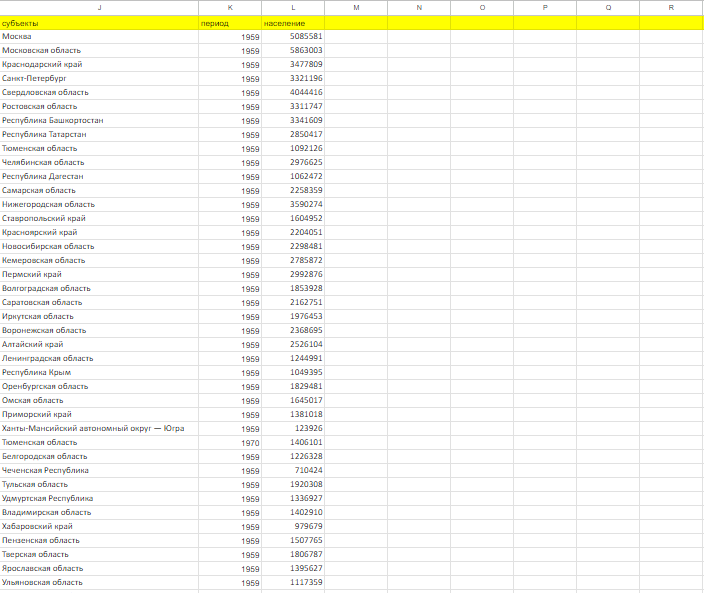 J K L M N O P Q R
субъекты период население
Москва 1959 5085581
Московская область 1959 5863003
Краснодарский край 1959 3477809
Санкт-Петербург 1959 3321196
Свердловская область 1959 4044416
Ростовская область 1959 3311747
Республика Башкортостан 1959 3341609
Республика Татарстан 1959 2850417
Тюменская область 1959 1092126
Челябинская область 1959 2976625
Республика Дагестан 1959 1062472
Самарская область 1959 2258359
Нижегородская область 1959 3590274
Ставропольский край 1959 1604952
Красноярский край 1959 2204051
Новосибирская область 1959 2298481
Кемеровская область 1959 2785872
Пермский край 1959 2992876
Волгоградская область 1959 1853928
Саратовская область 1959 2162751
Иркутская область 1959 1976453
Воронежская область 1959 2368695
Алтайский край 1959 2526104
Ленинградская область 1959 1244991
Республика Крым 1959 1049395
Оренбургская область 1959 1829481
Омская область 1959 1645017
Приморский край 1959 1381018
Ханты-Мансийский автономный округ — Югра 1959 123926
Тюменская область 1970 1406101
Белгородская область 1959 1226328
Чеченская Республика 1959 710424
Тульская область 1959 1920308
Удмуртская Республика 1959 1336927
Владимирская область 1959 1402910
Хабаровский край 1959 979679
Пензенская область 1959 1507765
Тверская область 1959 1806787
Ярославская область 1959 1395627
Ульяновская область 1959 1117359